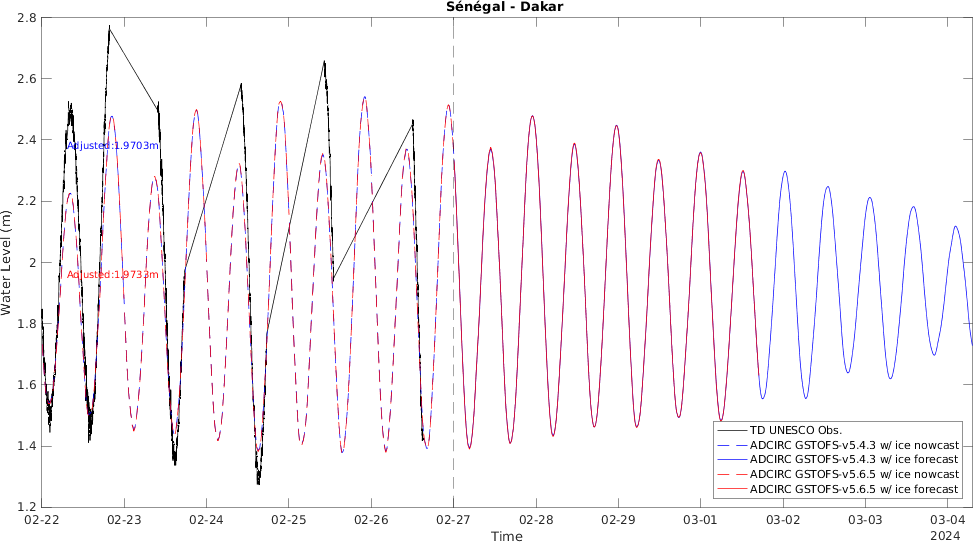 Sénégal - Dakar
2.8
2.6
2.4
2.2
2
1.8
1.6
1.4
1.2
Water Level (m)
Adjusted:1.9703m
Adjusted:1.9733m
TD UNESCO Obs.
ADCIRC GSTOFS-v5.4.3 w/ ice nowcast
ADCIRC GSTOFS-v5.4.3 w/ ice forecast
ADCIRC GSTOFS-v5.6.5 w/ ice nowcast
ADCIRC GSTOFS-v5.6.5 w/ ice forecast
02-22 02-23 02-24 02-25 02-26 02-27 02-28 02-29 03-01 03-02 03-03 03-04
2024
Time